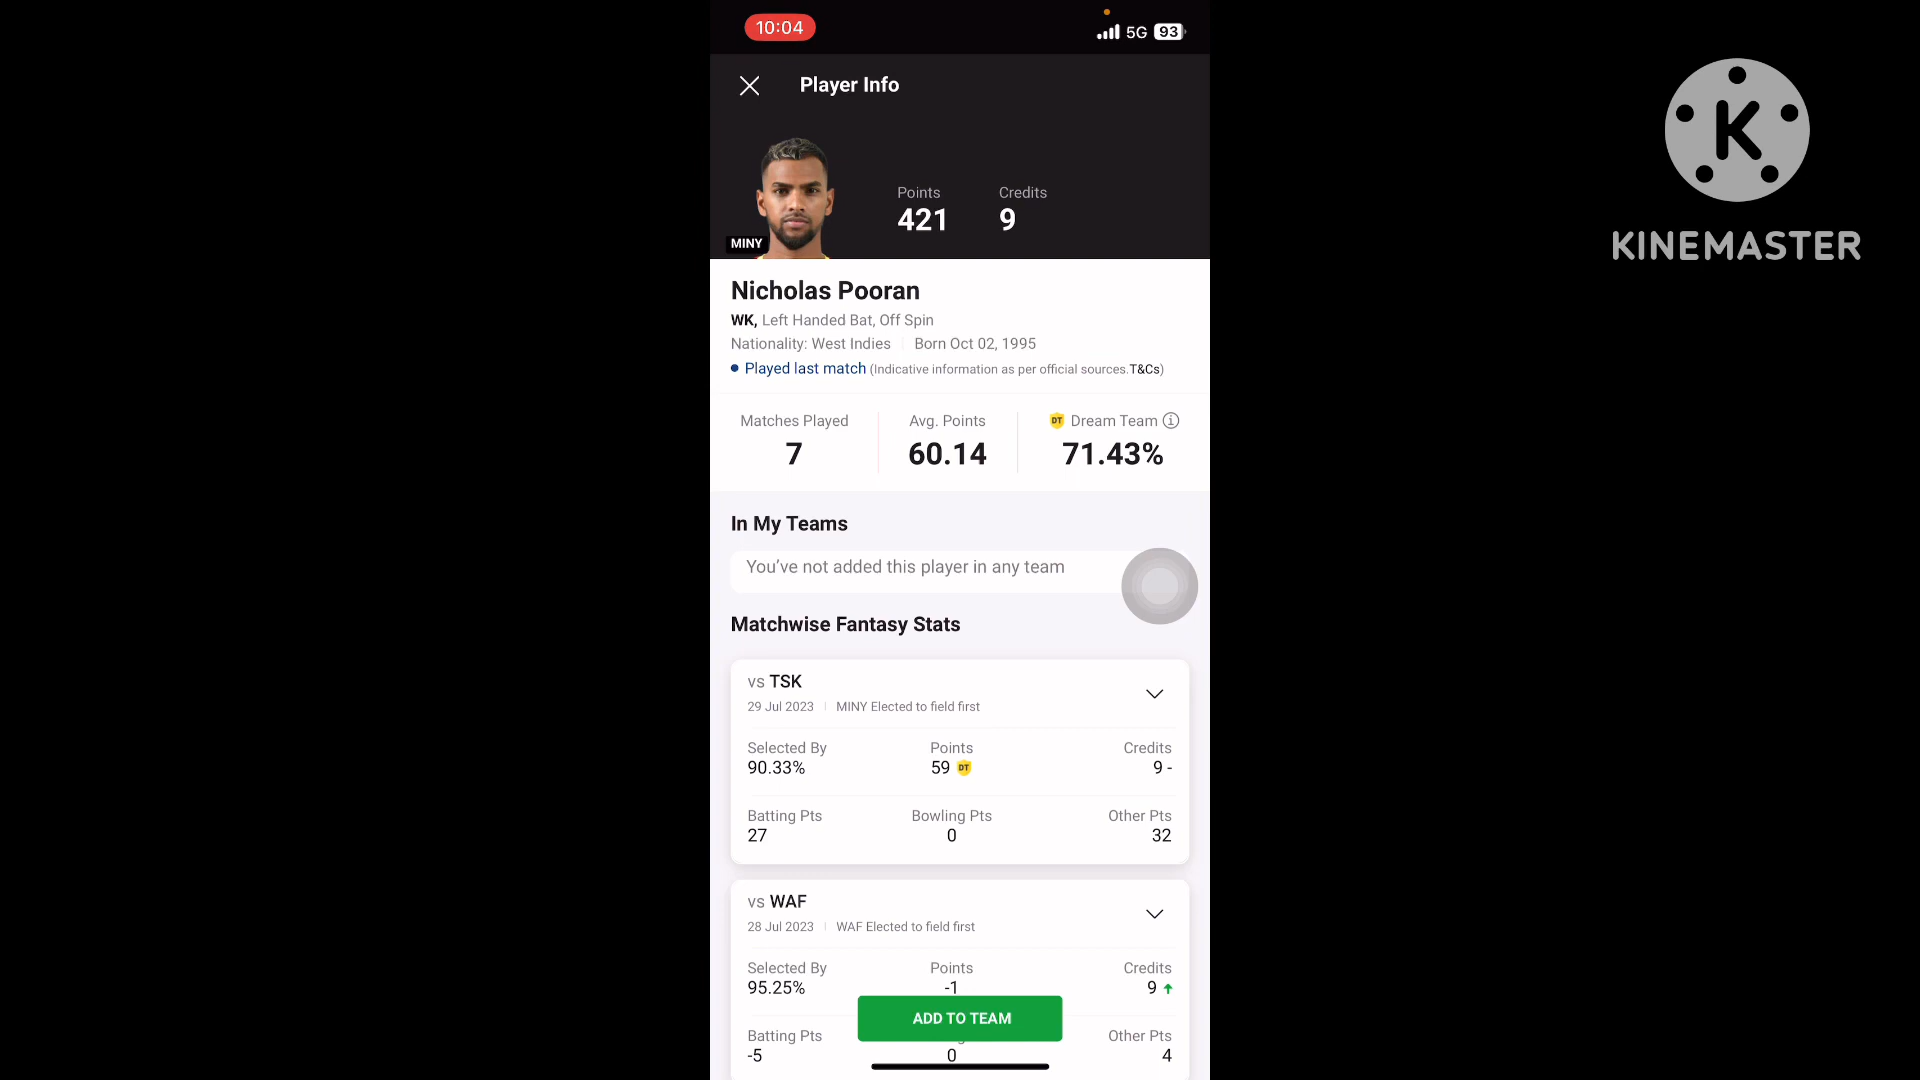 10:04
5G 93
Player Info
K
KINEMASTER
Points Credits
421 9
MINY
Nicholas Pooran
WK, Left Handed Bat, Off Spin
Nationality: West Indies Born Oct 02, 1995
Played last match (Indicative information as per official sources.T&Cs)
Matches Played Avg. Points DT Dream Team
7 60.14 71.43%
In My Teams
You've not added this player in any team
Matchwise Fantasy Stats
vs TSK
29 Jul 2023 MINY Elected to field first
Selected By Points Credits
90.33% 59 DT 9 -
Batting Pts Bowling Pts Other Pts
27 0 32
vs WAF
28 Jul 2023 WAF Elected to field first
Selected By Points Credits
95.25% -1 9
ADD TO TEAM
Batting Pts Other Pts
-5 0 4